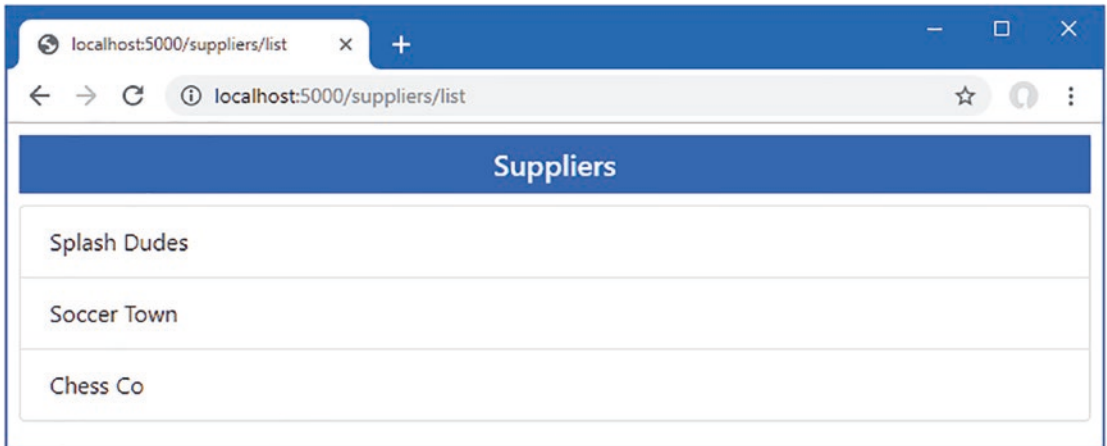 localhost:5000/suppliers/list
localhost:5000/suppliers/list
Suppliers
Splash Dudes
Soccer Town
Chess Co